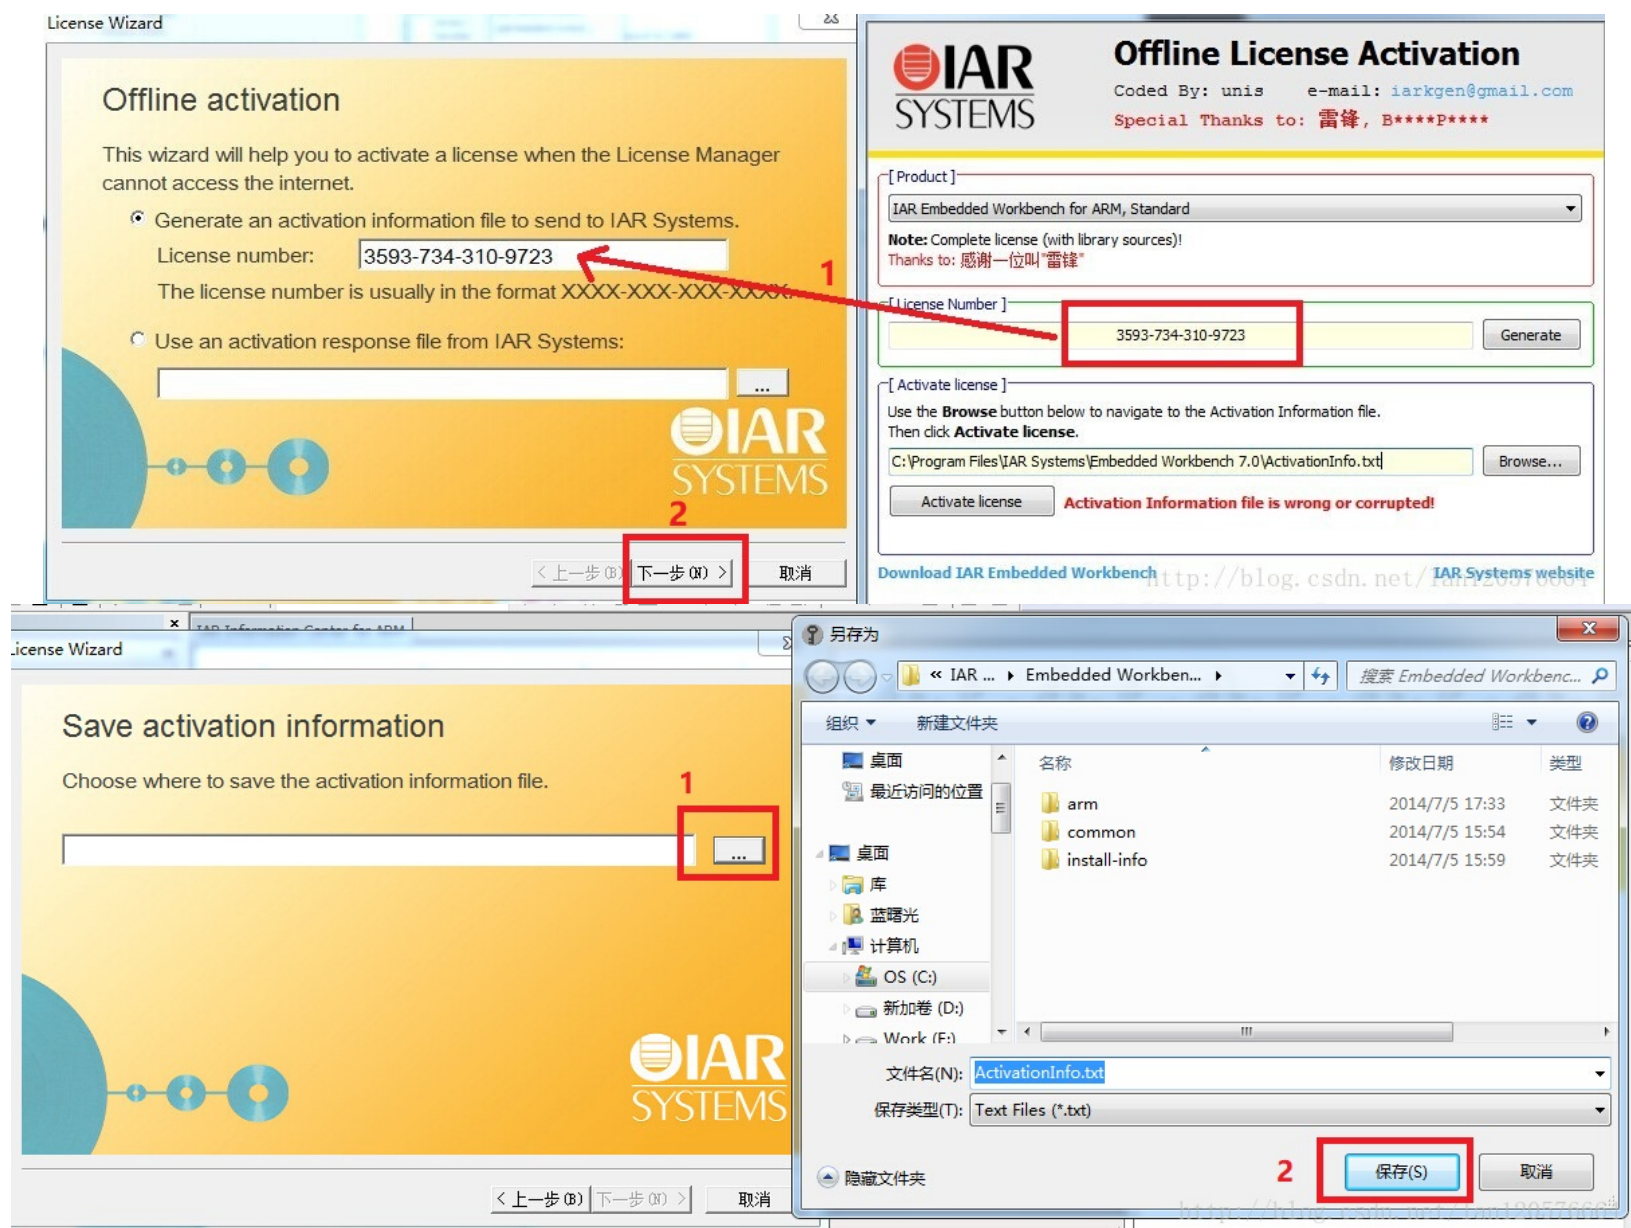 License Wizard
Offline activation
This wizard will help you to activate a license when the License Manager
cannot access the internet.
Generate an activation information file to send to IAR Systems.
License number:
3593-734-310-9723
The license number is usually in the format XXXX-XXX-XXX-XXXX.
Use an activation response file from IAR Systems:
...
IAR
SYSTEMS
2
< 上一步(B)
下一步(N) >
取消
1
IAR
SYSTEMS
Offline License Activation
Coded By: unis e-mail: iarkgen@gmail.com
Special Thanks to: 雷锋, B****P****
[ Product ]
IAR Embedded Workbench for ARM, Standard
Note: Complete license (with library sources)!
Thanks to: 感谢一位叫"雷锋"
[ License Number ]
3593-734-310-9723
Generate
[ Activate license ]
Use the Browse button below to navigate to the Activation Information file.
Then click Activate license.
C:\Program Files\IAR Systems\Embedded Workbench 7.0\ActivationInfo.txt
Browse...
Activate license
Activation Information file is wrong or corrupted!
Download IAR Embedded Workbench
IAR Systems website
IAR Information Center for ARM
License Wizard
Save activation information
Choose where to save the activation information file.
1
...
IAR
SYSTEMS
< 上一步(B)
下一步(N) >
取消
另存为
« IAR ... Embedded Workben...
搜索 Embedded Workbenc...
组织
新建文件夹
桌面
最近访问的位置
桌面
库
蓝曙光
计算机
OS (C:)
新加卷 (D:)
Work (E:)
名称
修改日期
类型
arm 2014/7/5 17:33 文件夹
common 2014/7/5 15:54 文件夹
install-info 2014/7/5 15:59 文件夹
文件名(N): ActivationInfo.txt
保存类型(T): Text Files (*.txt)
隐藏文件夹
2
保存(S)
取消